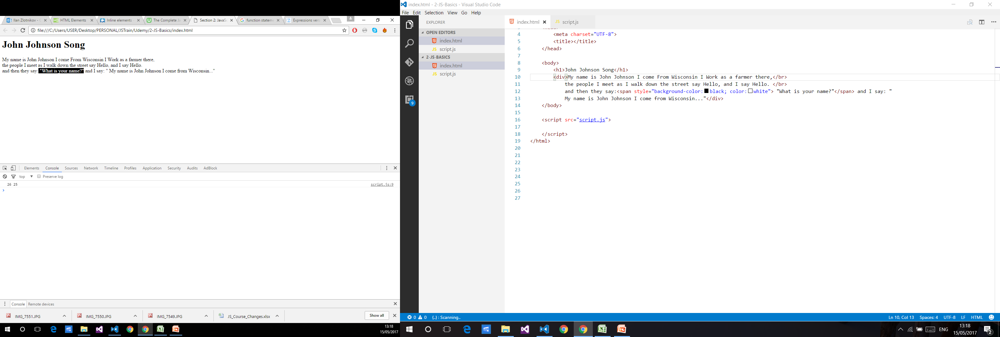 Ilan Zlotnikov - 
HTML Elements
Inline elements -
The Complete Ja
Section 2: JavaSc
function stateme
Expressions vers
file:///C:/Users/USER/Desktop/PERSONAL/JSTrain/Udemy/2-JS-Basics/index.html
John Johnson Song
My name is John Johnson I come From Wisconsin I Work as a farmer there,
the people I meet as I walk down the street say Hello, and I say Hello.
and then they say: "What is your name?" and I say: " My name is John Johnson I come from Wisconsin..."
Elements Console Sources Network Timeline Profiles Application Security Audits AdBlock
top Preserve log
26 25 script.js:9
Console Remote devices
IMG_7551.JPG IMG_7550.JPG IMG_7549.JPG JS_Course_Changes.xlsx Show all
13:18
15/05/2017
index.html - 2-JS-Basics - Visual Studio Code
File Edit Selection View Go Help
EXPLORER
OPEN EDITORS
index.html
script.js
2-JS-BASICS
index.html
script.js
9
index.html script.js
4 <meta charset="UTF-8">
5 <title></title>
6 </head>
7
8 <body>
9 <h1>John Johnson Song</h1>
10 <div>My name is John Johnson I come From Wisconsin I Work as a farmer there,</br>
11 the people I meet as I walk down the street say Hello, and I say Hello. </br>
12 and then they say:<span style="background-color:black; color:white"> "What is your name?"</span> and I say: "
13 My name is John Johnson I come from Wisconsin..."</div>
14 </body>
15
16 <script src="script.js">
17
18 </script>
19 </html>
20
21
22
23
24
25
26
27
0 0 {..} : Scanning.. Ln 10, Col 13 Spaces: 4 UTF-8 LF HTML
ENG
13:18
15/05/2017
2